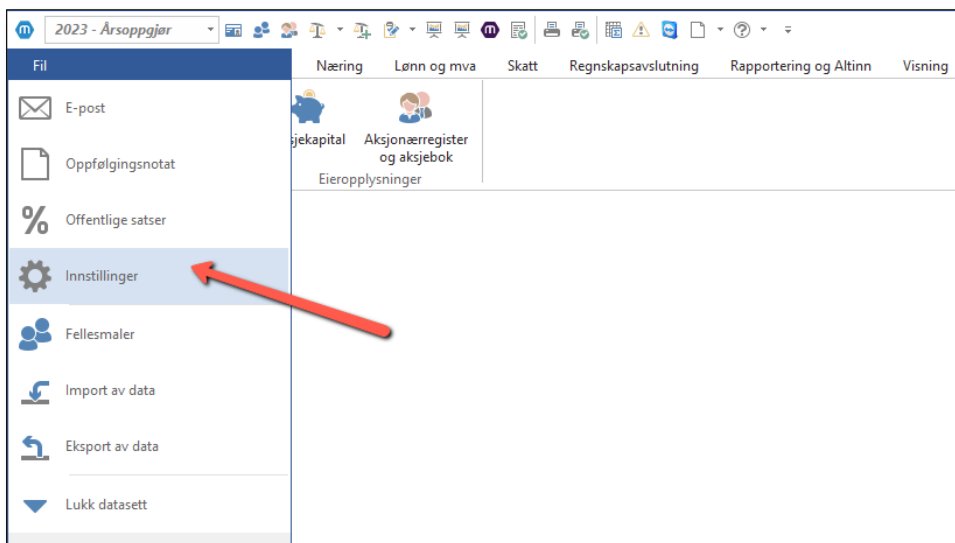 2023 - Årsoppgjør
Fil
Næring
Lønn og mva
Skatt
Regnskapsavslutning
Rapportering og Altinn
Visning
E-post
Oppfølgingsnotat
Offentlige satser
Innstillinger
Fellesmaler
Import av data
Eksport av data
Lukk datasett
sjekapital
Aksjonærregister
og aksjebok
Eieropplysninger